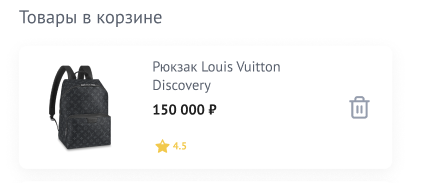 Товары в корзине
Рюкзак Louis Vuitton
Discovery
150 000 ₽
4.5